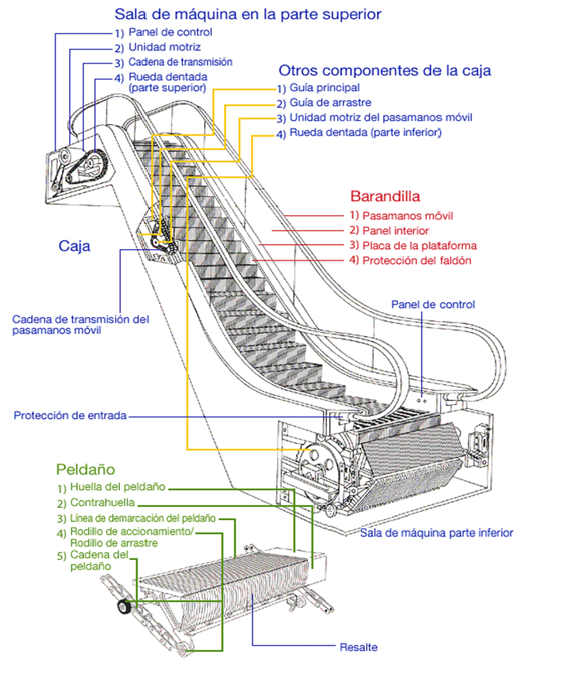 Sala de máquina en la parte superior
1) Panel de control
2) Unidad motriz
3) Cadena de transmisión
4) Rueda dentada
(parte superior)
Otros componentes de la caja
1) Guía principal
2) Guía de arrastre
3) Unidad motriz del pasamanos móvil
4) Rueda dentada (parte inferior)
Barandilla
1) Pasamanos móvil
2) Panel interior
3) Placa de la plataforma
4) Protección del faldón
Caja
Panel de control
Cadena de transmisión del
pasamanos móvil
Protección de entrada
Peldaño
1) Huella del peldaño
2) Contrahuella
3) Línea de demarcación del peldaño
4) Rodillo de accionamiento/
Rodillo de arrastre
5) Cadena del
peldaño
Sala de máquina parte inferior
Resalte